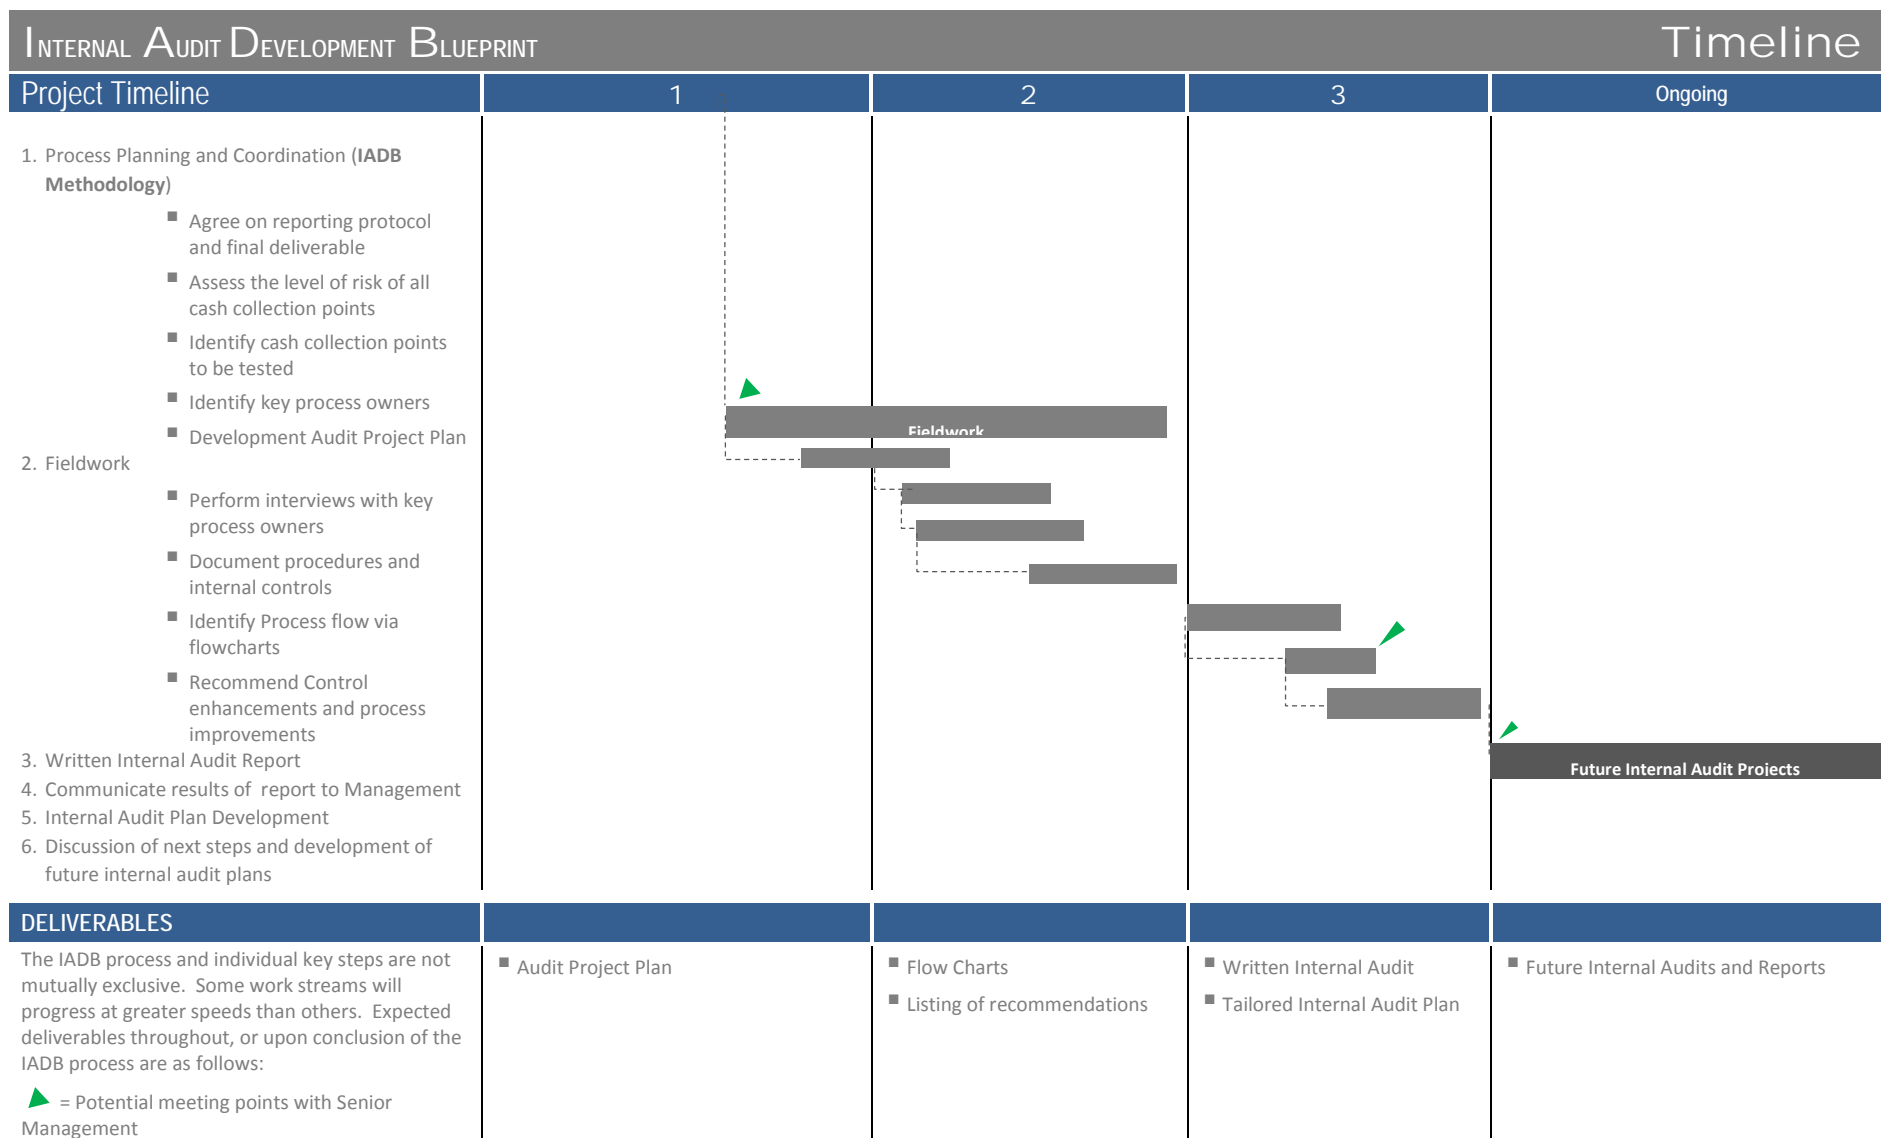 INTERNAL AUDIT DEVELOPMENT BLUEPRINT
Timeline
Project Timeline
1
2
3
Ongoing
1. Process Planning and Coordination (IADB
Methodology)
▪ Agree on reporting protocol
and final deliverable
▪ Assess the level of risk of all
cash collection points
▪ Identify cash collection points
to be tested
▪ Identify key process owners
▪ Development Audit Project Plan
2. Fieldwork
▪ Perform interviews with key
process owners
▪ Document procedures and
internal controls
▪ Identify Process flow via
flowcharts
▪ Recommend Control
enhancements and process
improvements
3. Written Internal Audit Report
4. Communicate results of report to Management
5. Internal Audit Plan Development
6. Discussion of next steps and development of
future internal audit plans
Fieldwork
Future Internal Audit Projects
DELIVERABLES
The IADB process and individual key steps are not
mutually exclusive. Some work streams will
progress at greater speeds than others. Expected
deliverables throughout, or upon conclusion of the
IADB process are as follows:
= Potential meeting points with Senior
Management
▪ Audit Project Plan
▪ Flow Charts
▪ Listing of recommendations
▪ Written Internal Audit
▪ Tailored Internal Audit Plan
▪ Future Internal Audits and Reports